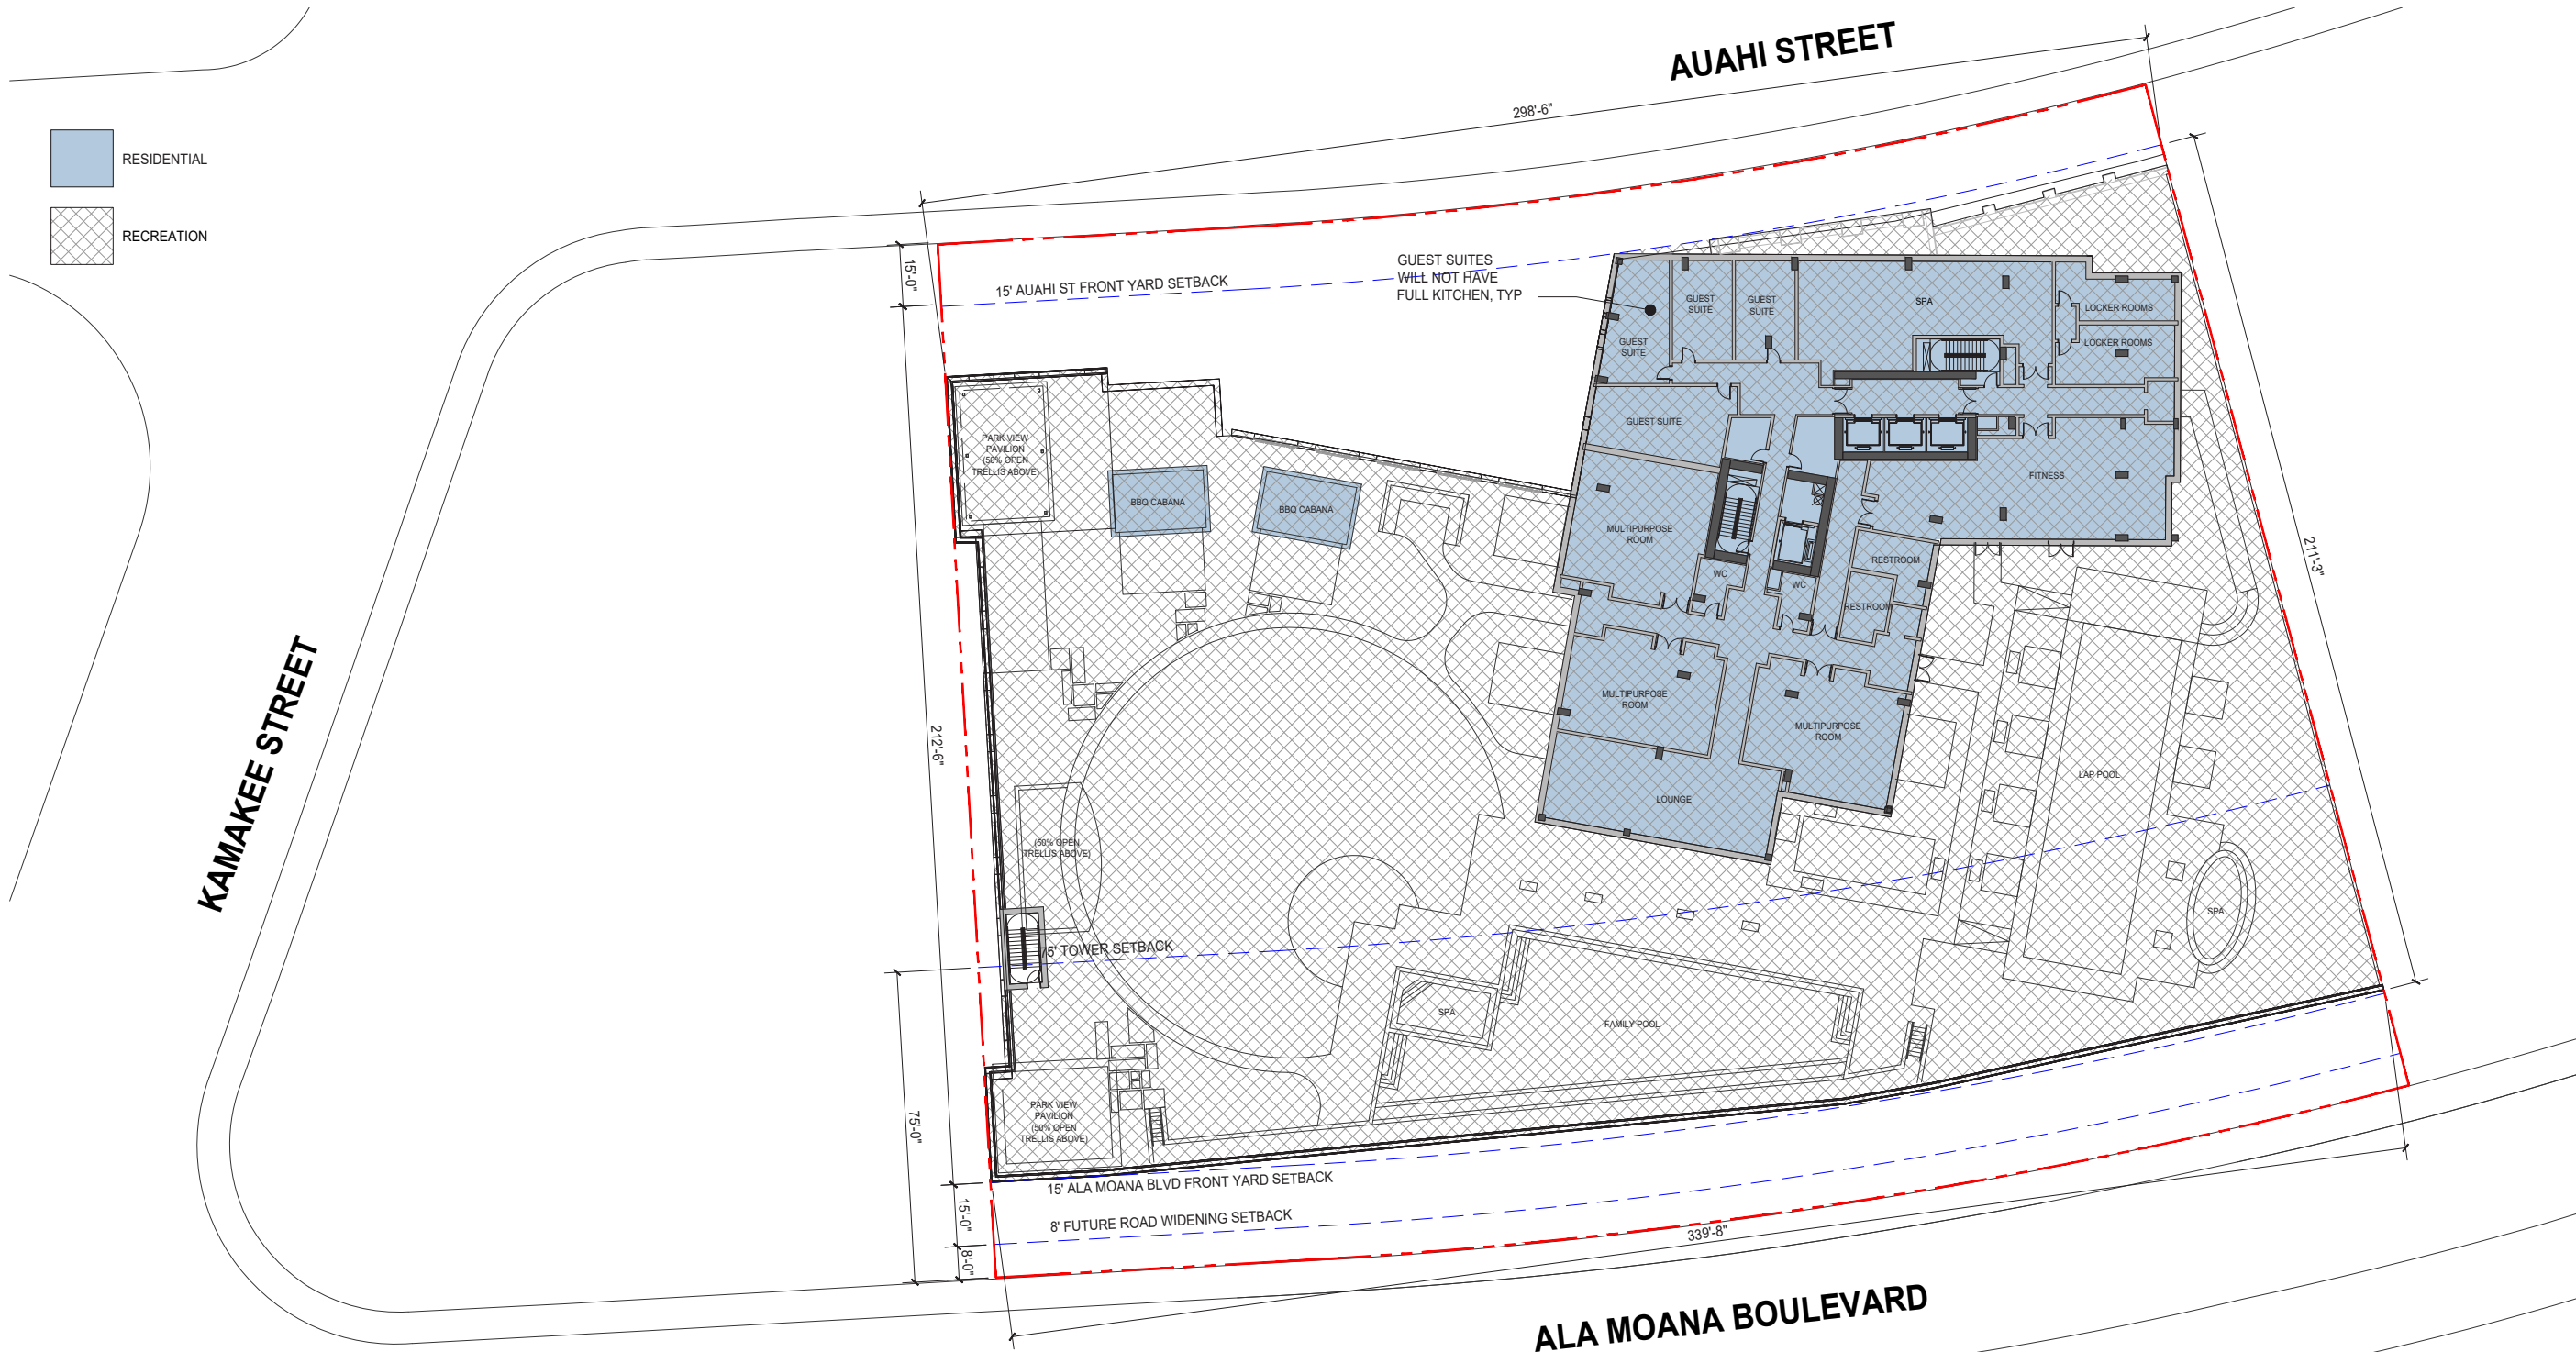 AUAHI STREET
298'-6"
RESIDENTIAL
RECREATION
15'-0"
15' AUAHI ST FRONT YARD SETBACK
GUEST SUITES
WILL NOT HAVE
FULL KITCHEN, TYP
GUEST
SUITE
GUEST
SUITE
GUEST
SUITE
SPA
LOCKER ROOMS
LOCKER ROOMS
GUEST SUITE
PARK VIEW
PAVILION
(50% OPEN
TRELLIS ABOVE)
BBQ CABANA
BBQ CABANA
FITNESS
MULTIPURPOSE
ROOM
WC
WC
RESTROOM
RESTROOM
211'-3"
KAMAKEE STREET
212'-6"
MULTIPURPOSE
ROOM
MULTIPURPOSE
ROOM
LOUNGE
LAP POOL
(50% OPEN
TRELLIS ABOVE)
SPA
75' TOWER SETBACK
SPA
FAMILY POOL
75'-0"
PARK VIEW
PAVILION
(50% OPEN
TRELLIS ABOVE)
15' ALA MOANA BLVD FRONT YARD SETBACK
15'-0"
8' FUTURE ROAD WIDENING SETBACK
8'-0"
339'-8"
ALA MOANA BOULEVARD